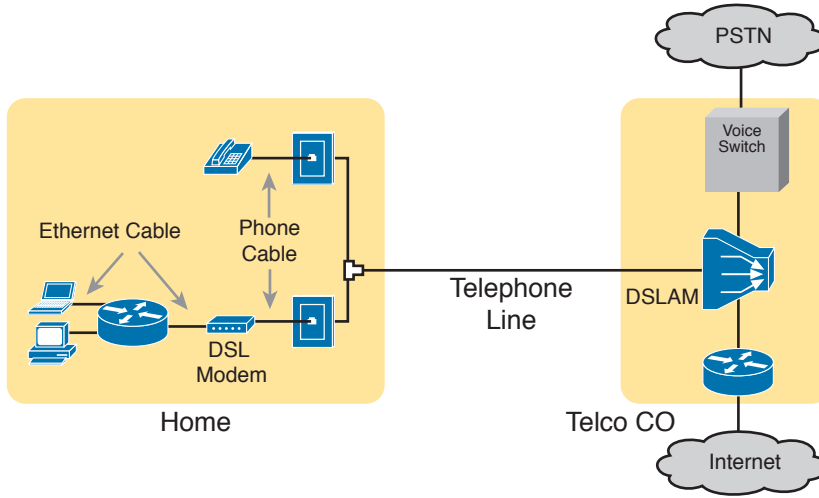 PSTN
Voice
Switch
Ethernet Cable
Phone
Cable
Telephone
Line
DSLAM
DSL
Modem
Home
Telco CO
Internet